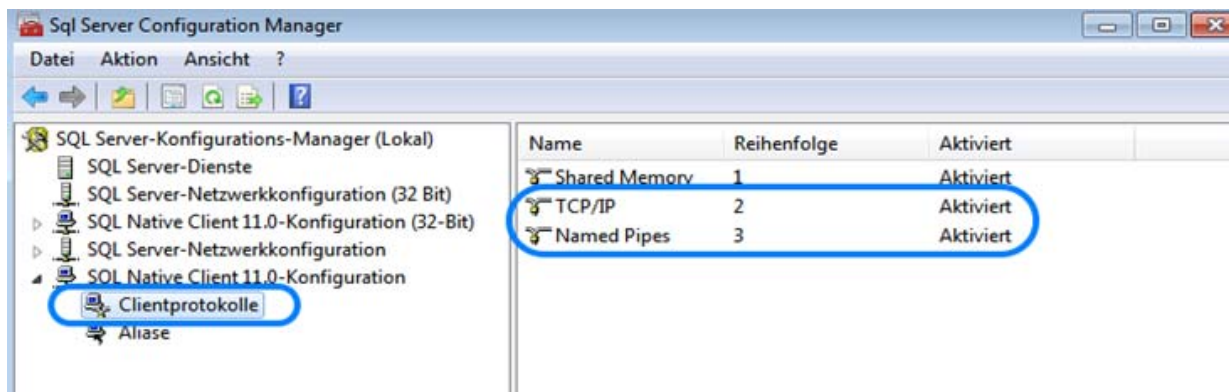 Sql Server Configuration Manager
Datei Aktion Ansicht ?
SQL Server-Konfigurations-Manager (Lokal)
SQL Server-Dienste
SQL Server-Netzwerkkonfiguration (32 Bit)
SQL Native Client 11.0-Konfiguration (32-Bit)
SQL Server-Netzwerkkonfiguration
SQL Native Client 11.0-Konfiguration
Clientprotokolle
Aliase
Name Reihenfolge Aktiviert
Shared Memory 1 Aktiviert
TCP/IP 2 Aktiviert
Named Pipes 3 Aktiviert